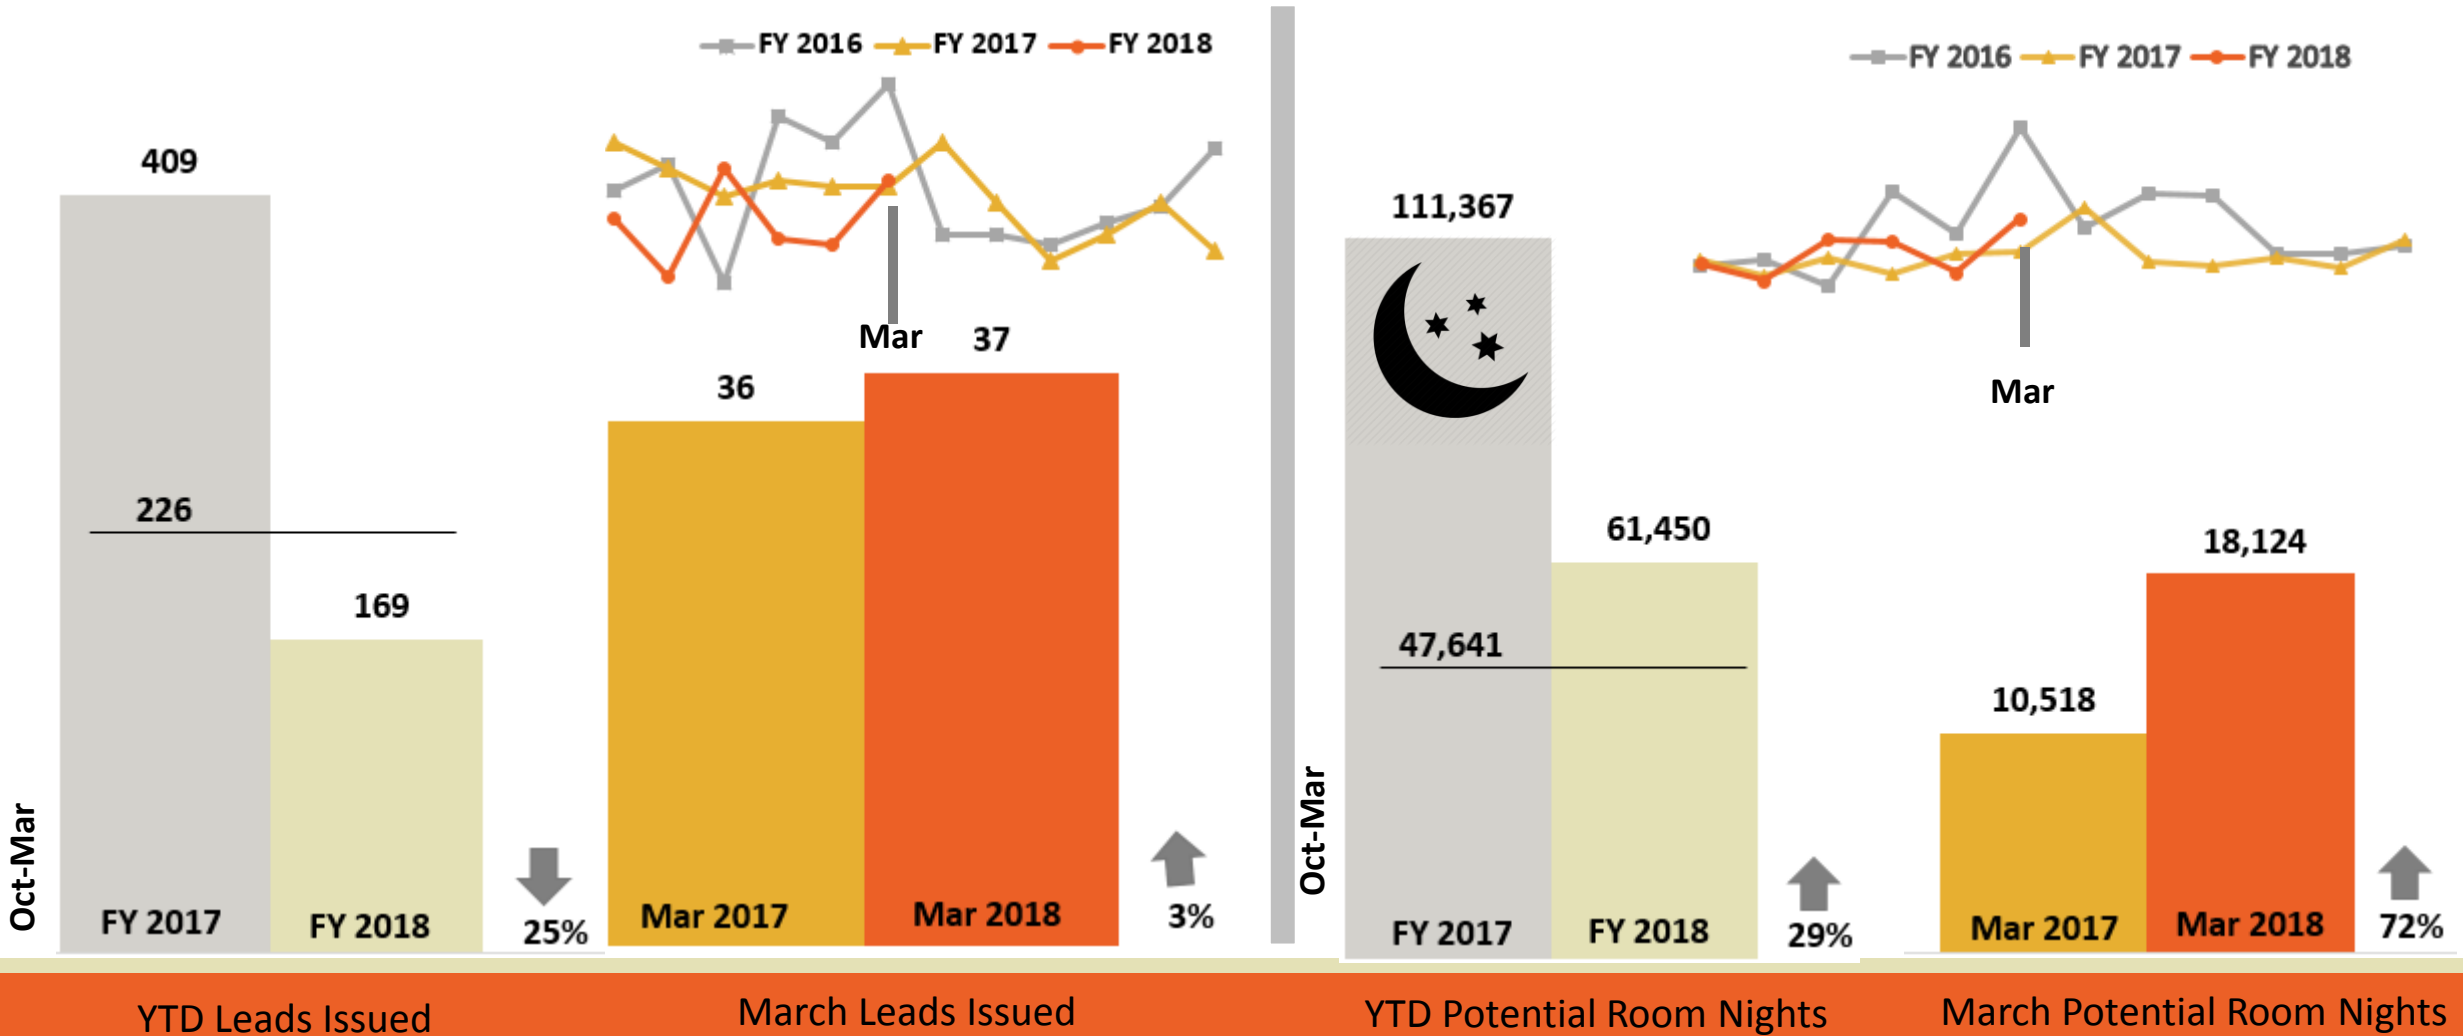 FY 2016 FY 2017 FY 2018
409
226
169
Oct-Mar
FY 2017
FY 2018
25%
Mar
36
37
Mar 2017
Mar 2018
3%
YTD Leads Issued
March Leads Issued
FY 2016 FY 2017 FY 2018
111,367
47,641
61,450
Oct-Mar
FY 2017
FY 2018
29%
Mar
10,518
18,124
Mar 2017
Mar 2018
72%
YTD Potential Room Nights
March Potential Room Nights